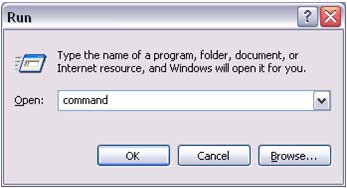 Run
Type the name of a program, folder, document, or
Internet resource, and Windows will open it for you.
Open: command
OK Cancel Browse...